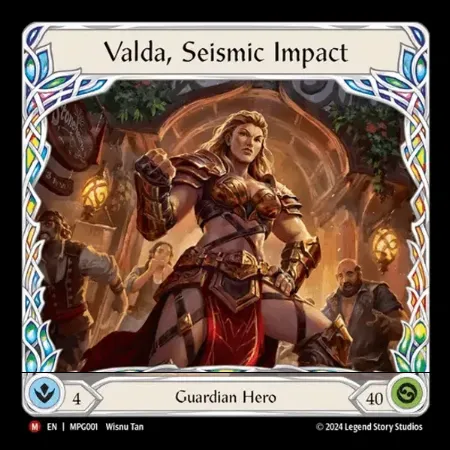 Valda, Seismic Impact
4 Guardian Hero 40
M EN | MPG001 Wisnu Tan © 2024 Legend Story Studios